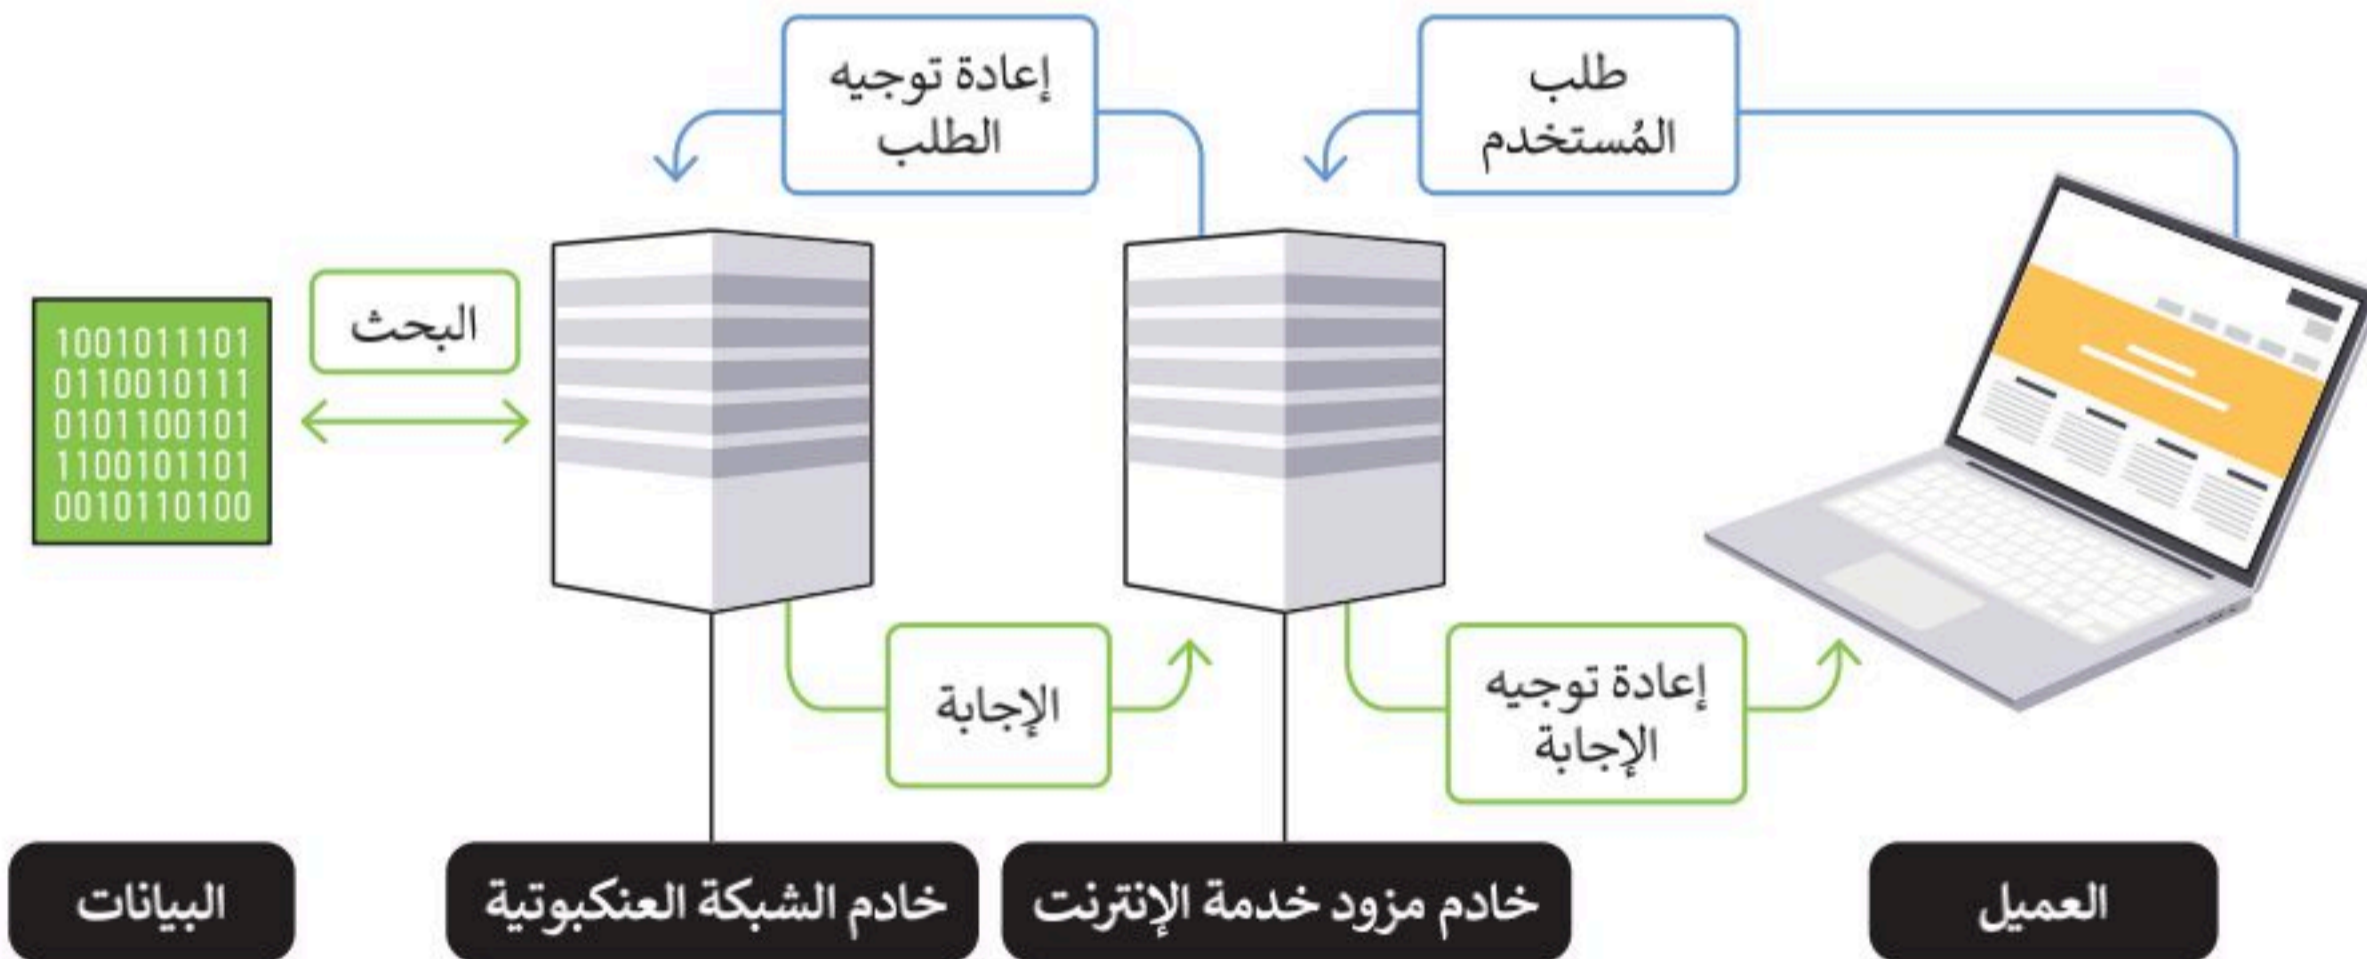 طلب
المُستخدم
إعادة توجيه
الطلب
البحث
1001011101
0110010111
0101100101
1100101101
0010110100
الإجابة
إعادة توجيه
الإجابة
العميل
خادم مزود خدمة الإنترنت
خادم الشبكة العنكبوتية
البيانات